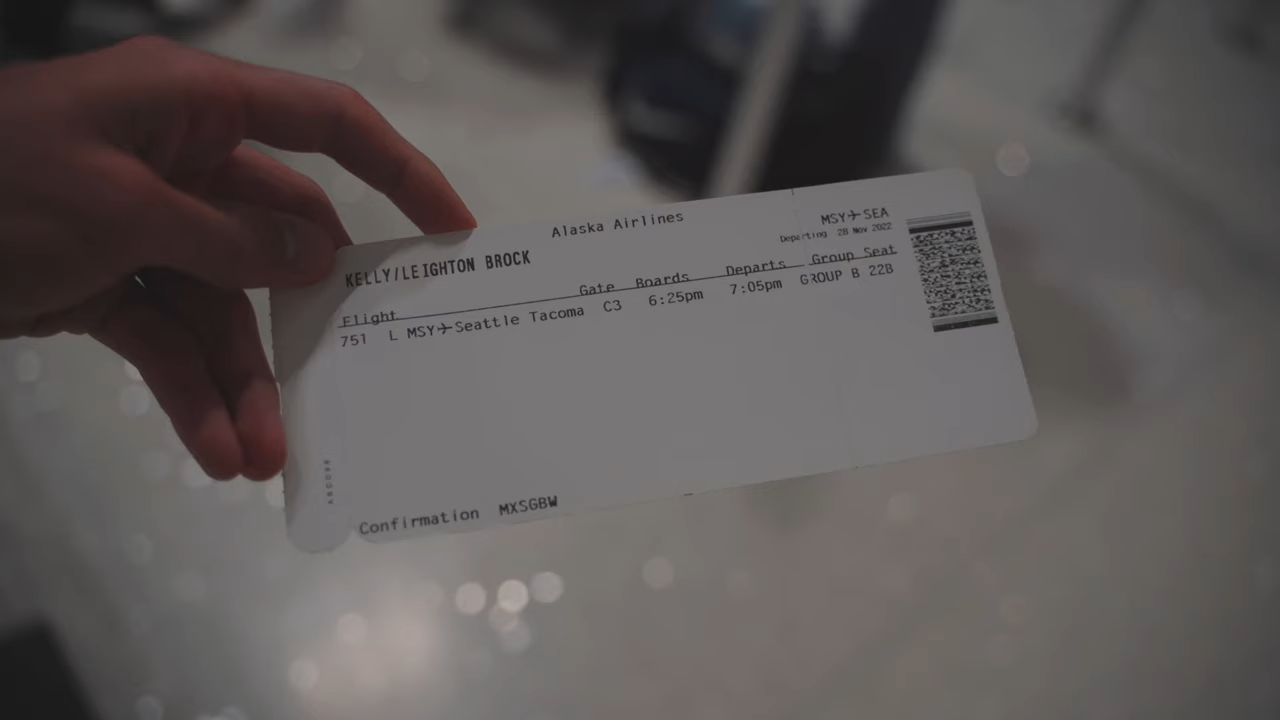 Alaska Airlines
MSY✈SEA
Departing 28 Nov 2022
KELLY/LEIGHTON BROCK
Flight Gate Boards Departs Group Seat
751 L MSY✈Seattle Tacoma C3 6:25pm 7:05pm GROUP B 22B
Confirmation MXSGBW